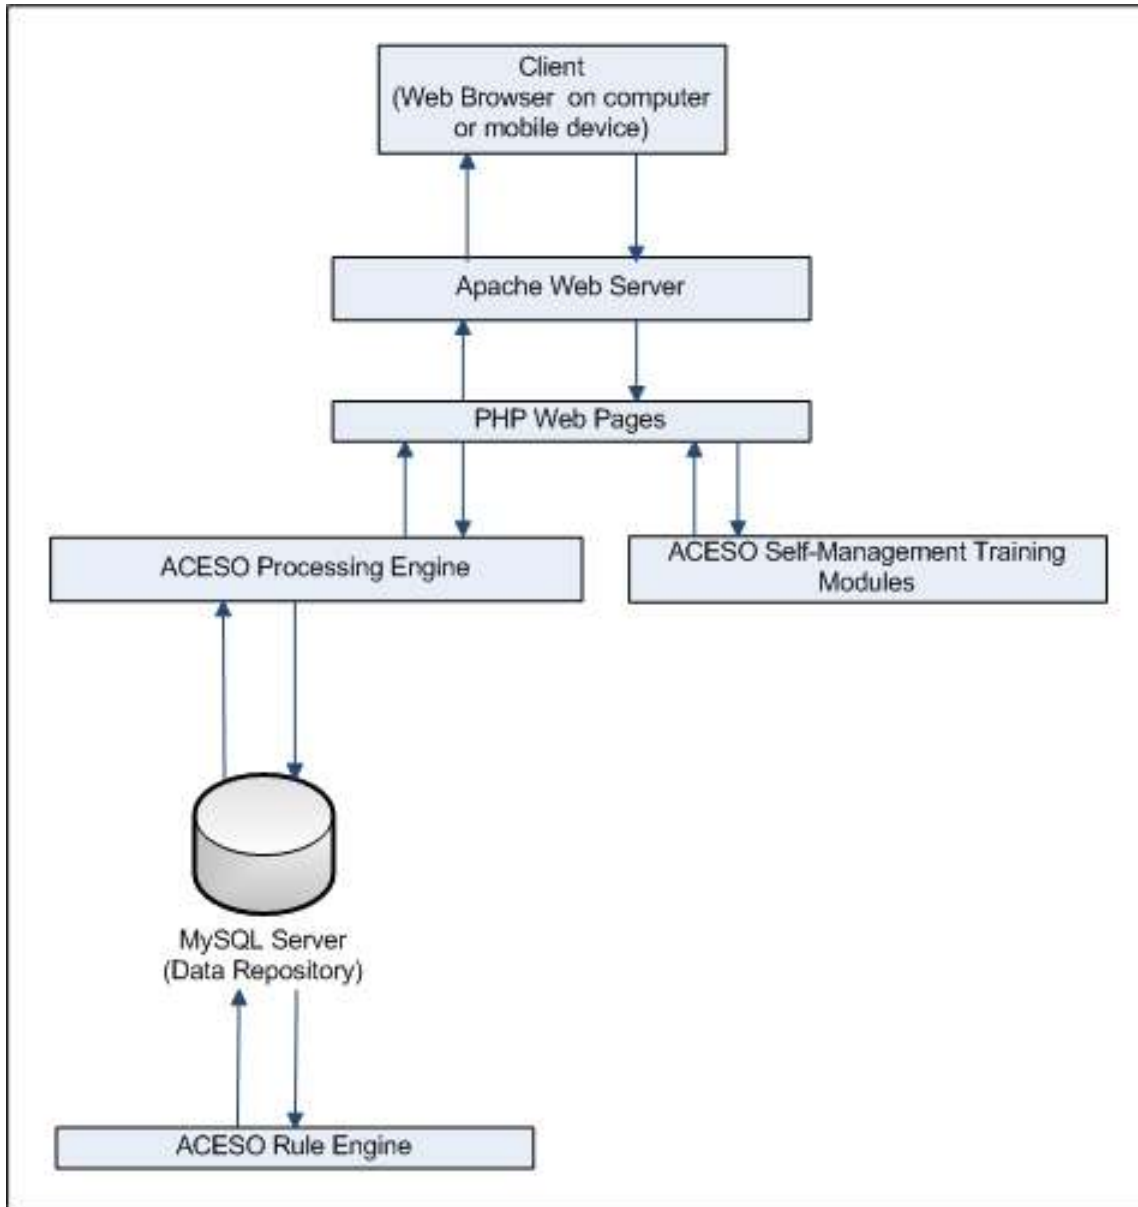 Client
(Web Browser on computer
or mobile device)
Apache Web Server
PHP Web Pages
ACESO Processing Engine
ACESO Self-Management Training
Modules
MySQL Server
(Data Repository)
ACESO Rule Engine